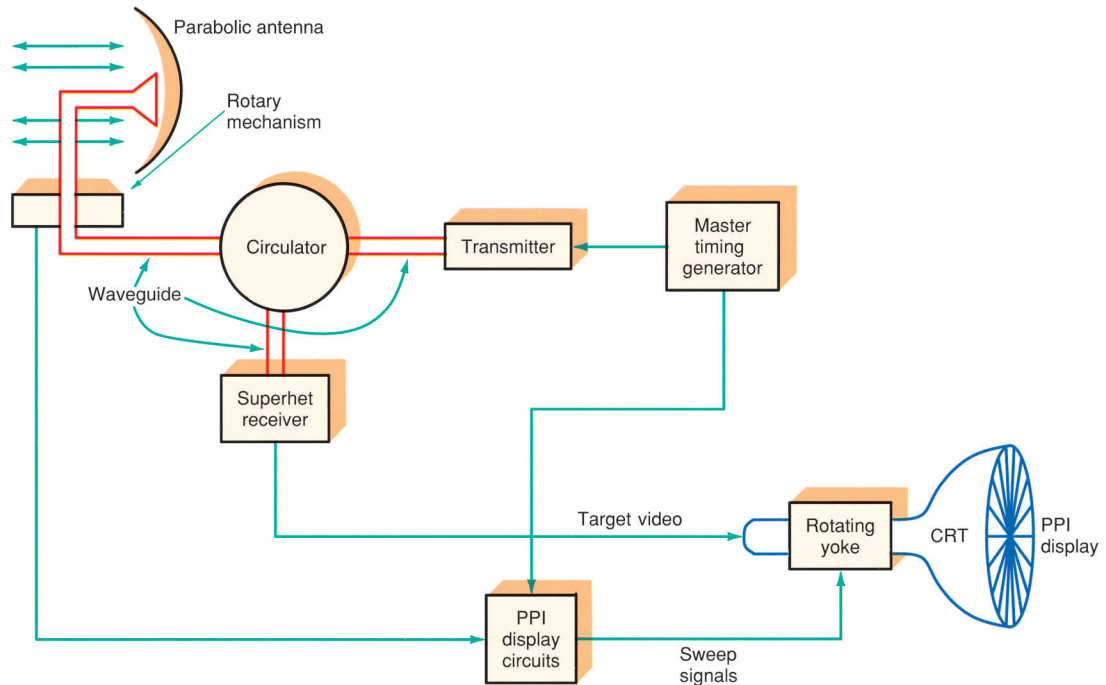 Parabolic antenna
Rotary
mechanism
Circulator
Transmitter
Master
timing
generator
Waveguide
Superhet
receiver
Target video
Rotating
yoke
CRT
PPI
display
PPI
display
circuits
Sweep
signals